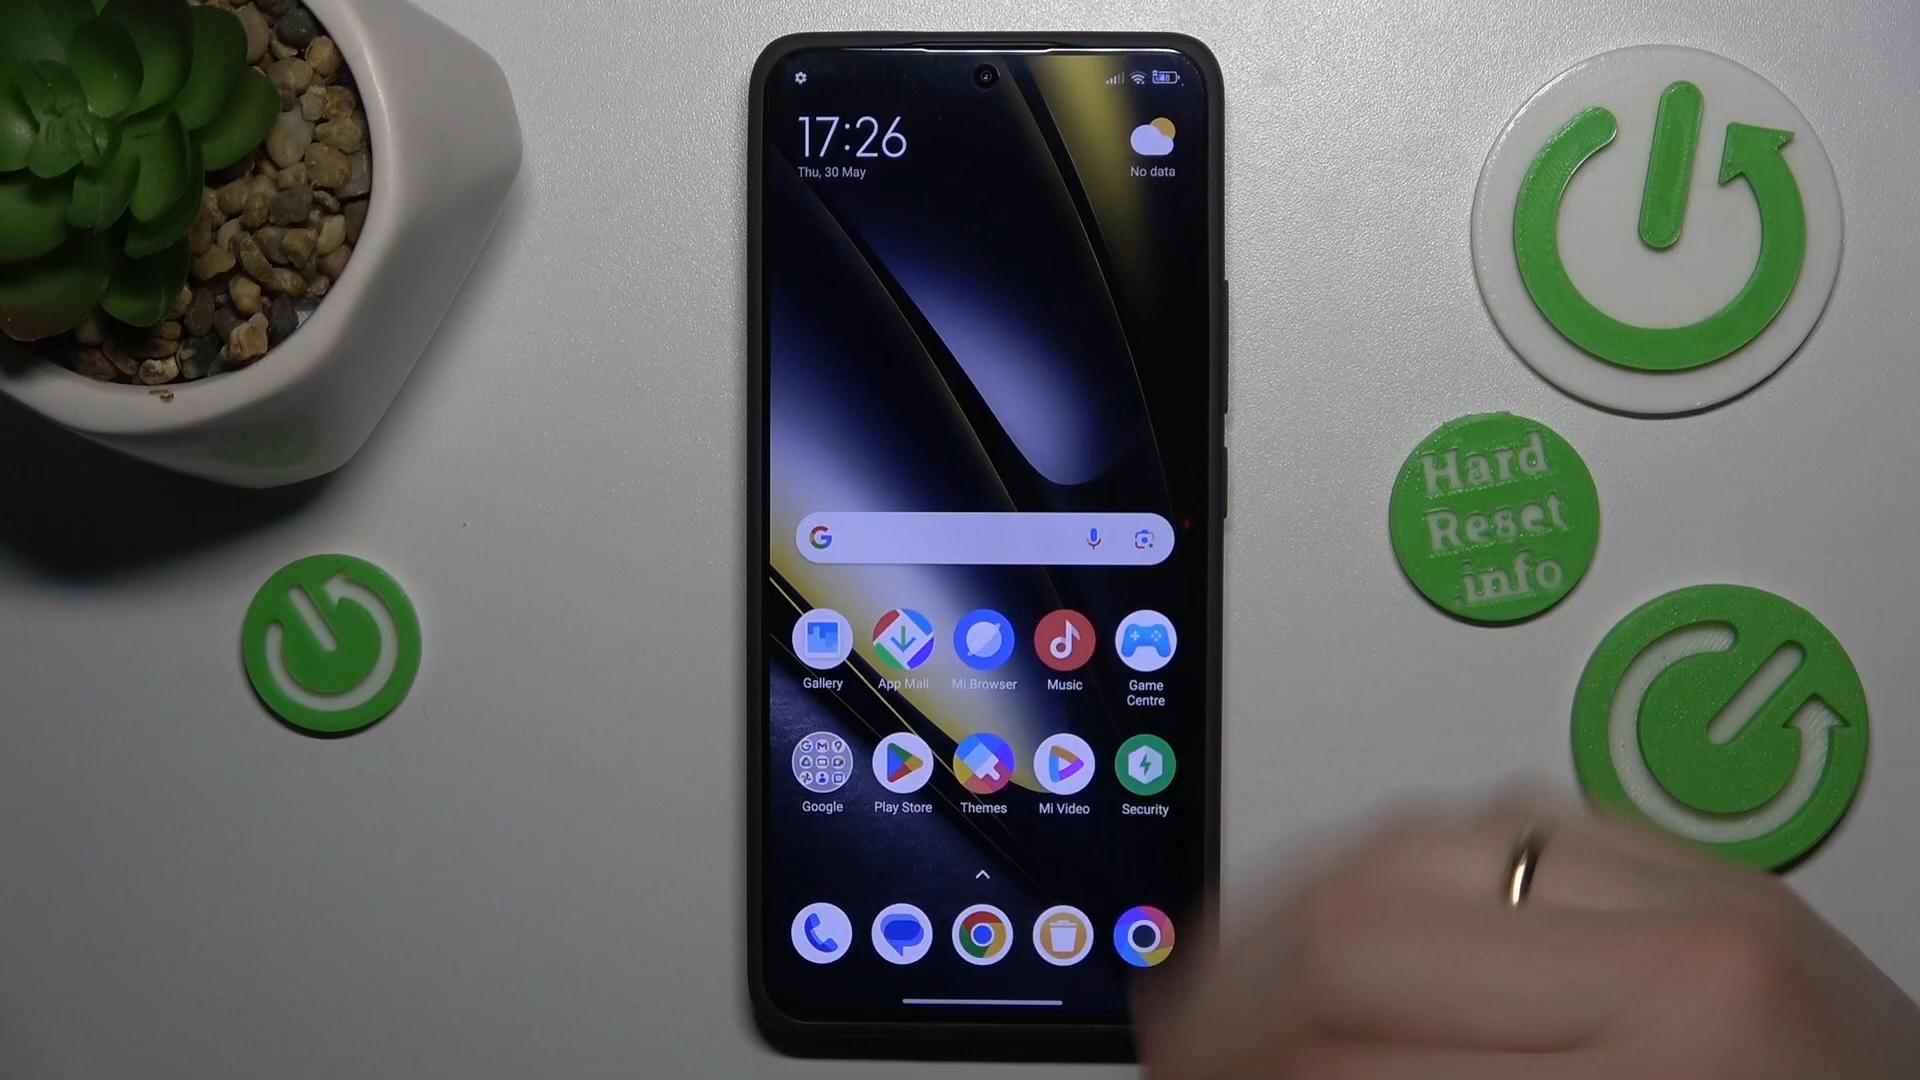 17:26
Thu, 30 May
No data
Gallery
App Mall
Mi Browser
Music
Game
Centre
Google
Play Store
Themes
Mi Video
Security
Hard
Reset
.info